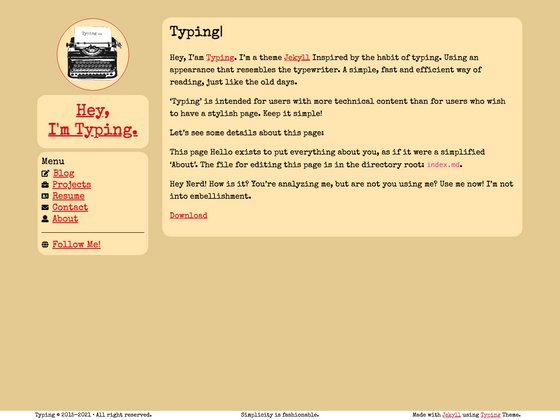 Typing ...
Hey,
I'm Typing.
Menu
Blog
Projects
Resume
Contact
About
Follow Me!
Typing|
Hey, I'am Typing. I'm a theme Jekyll Inspired by the habit of typing. Using an
appearance that resembles the typewriter. A simple, fast and efficient way of
reading, just like the old days.
‘Typing’ is intended for users with more technical content than for users who wish
to have a stylish page. Keep it simple!
Let's see some details about this page:
This page Hello exists to put everything about you, as if it were a simplified
‘About’. The file for editing this page is in the directory root: index.md.
Hey Nerd! How is it? You're analyzing me, but are not you using me? Use me now! I'm not
into embellishment.
Download
Typing © 2015-2021 · All right reserved.
Simplicity is fashionable.
Made with Jekyll using Typing Theme.